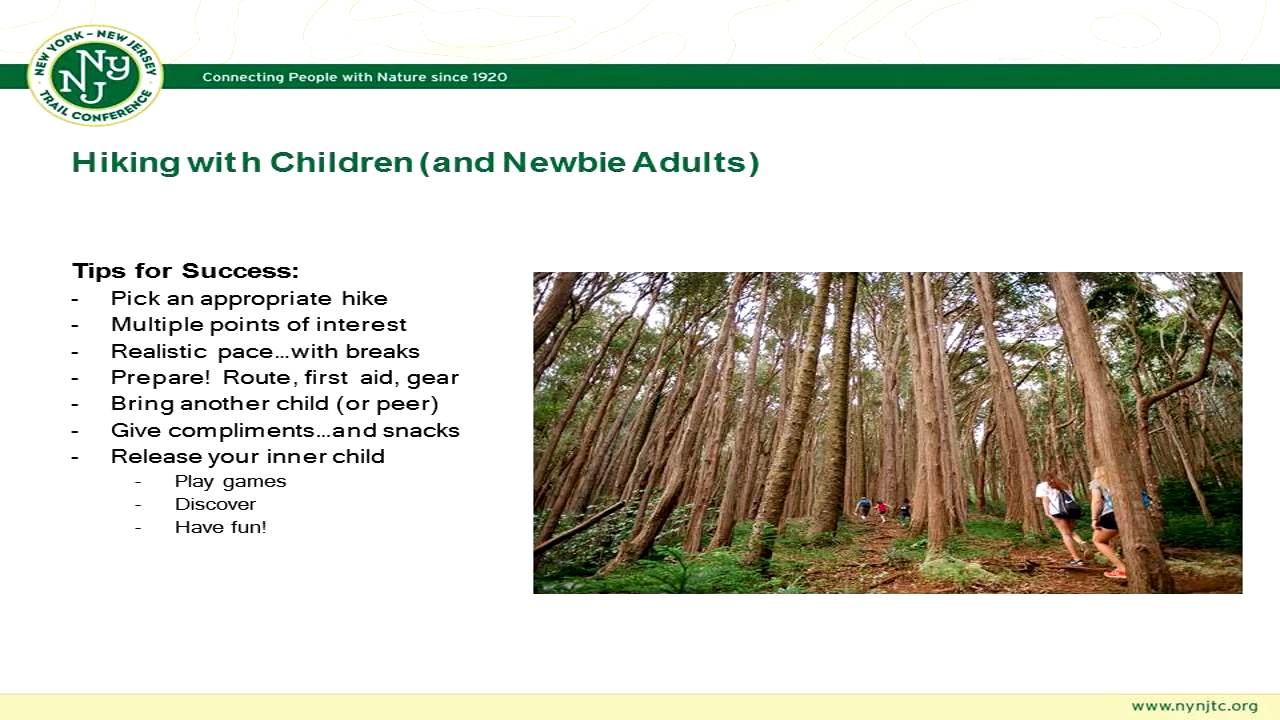 NEW YORK - NEW JERSEY
NY
NJ
TRAIL CONFERENCE
Connecting People with Nature since 1920
Hiking with Children (and Newbie Adults)
Tips for Success:
- Pick an appropriate hike
- Multiple points of interest
- Realistic pace...with breaks
- Prepare! Route, first aid, gear
- Bring another child (or peer)
- Give compliments...and snacks
- Release your inner child
- Play games
- Discover
- Have fun!
www.nynjtc.org